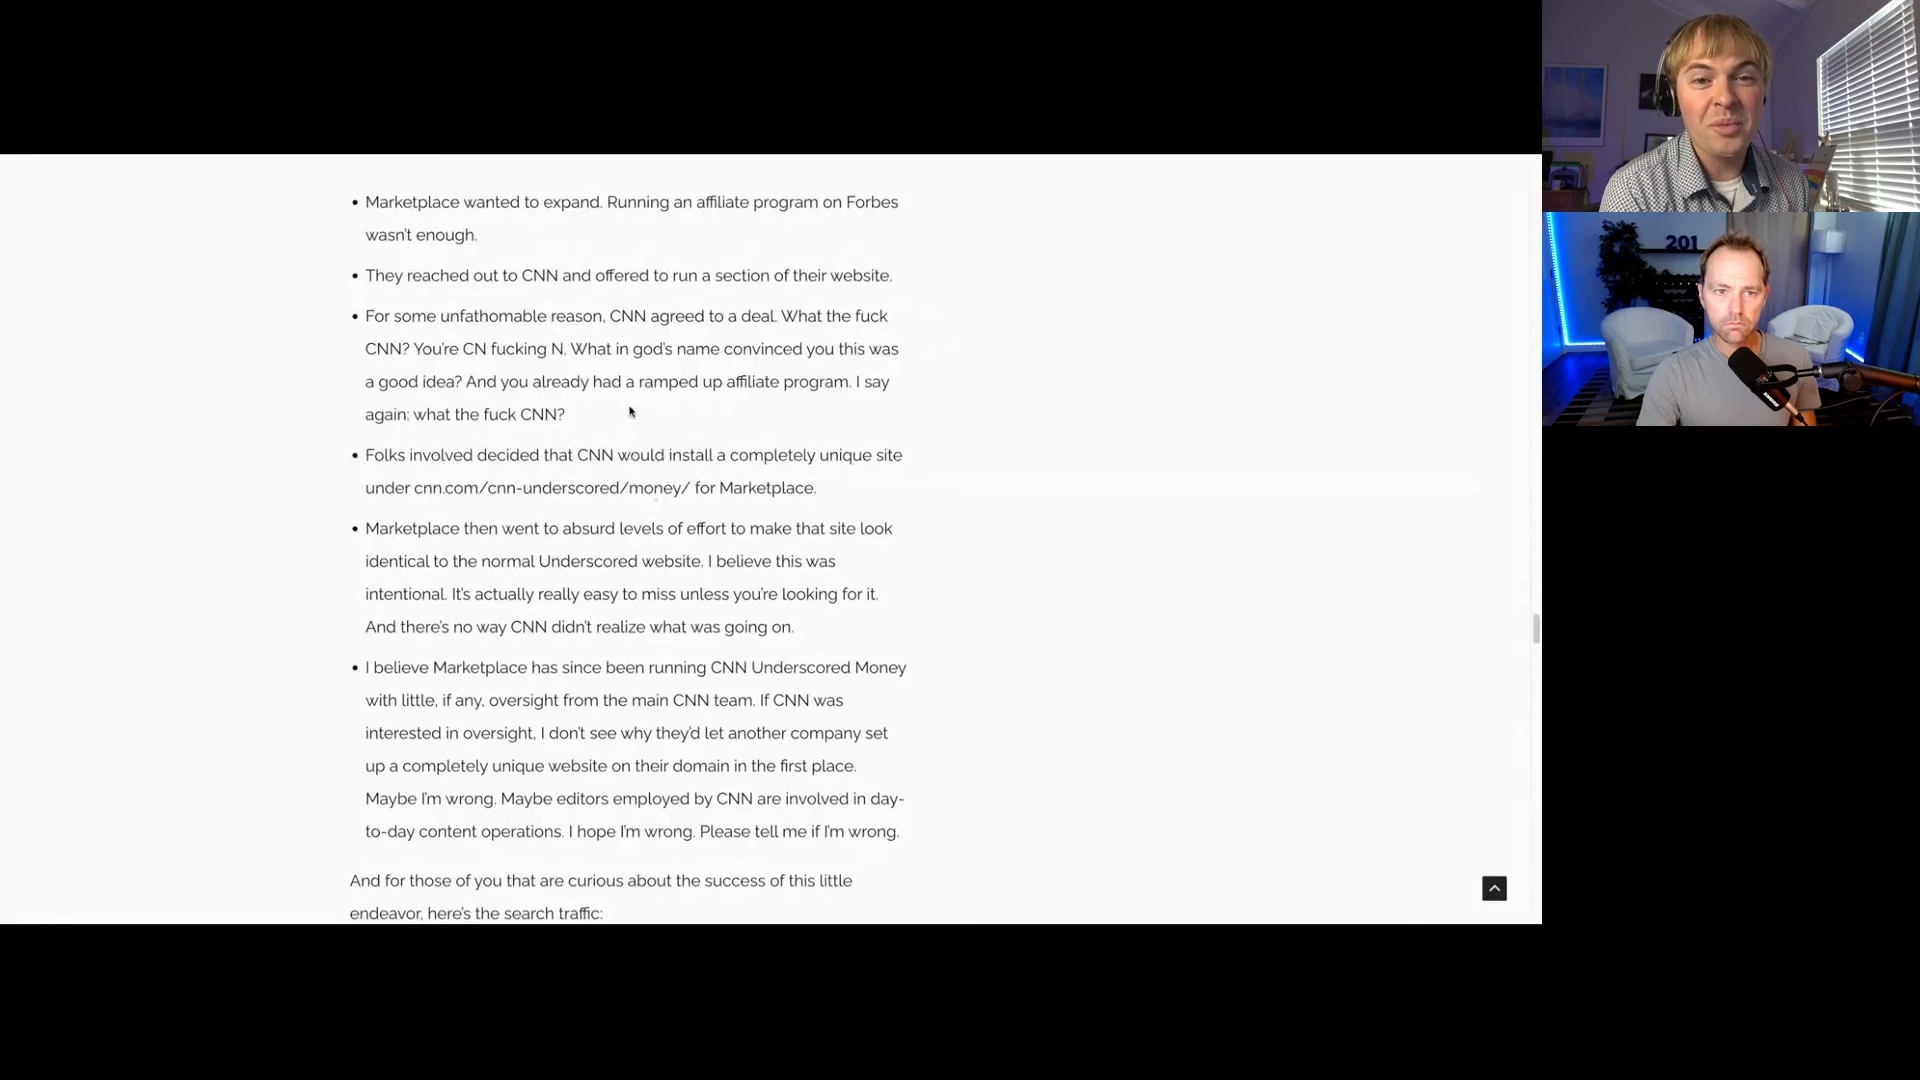 • Marketplace wanted to expand. Running an affiliate program on Forbes
wasn't enough.
• They reached out to CNN and offered to run a section of their website.
• For some unfathomable reason, CNN agreed to a deal. What the fuck
CNN? You're CN fucking N. What in god's name convinced you this was
a good idea? And you already had a ramped up affiliate program. I say
again: what the fuck CNN?
• Folks involved decided that CNN would install a completely unique site
under cnn.com/cnn-underscored/money/ for Marketplace.
• Marketplace then went to absurd levels of effort to make that site look
identical to the normal Underscored website. I believe this was
intentional. It's actually really easy to miss unless you're looking for it.
And there's no way CNN didn't realize what was going on.
• I believe Marketplace has since been running CNN Underscored Money
with little, if any, oversight from the main CNN team. If CNN was
interested in oversight, I don't see why they'd let another company set
up a completely unique website on their domain in the first place.
Maybe I'm wrong. Maybe editors employed by CNN are involved in day-
to-day content operations. I hope I'm wrong. Please tell me if I'm wrong.
And for those of you that are curious about the success of this little
endeavor, here's the search traffic:
201